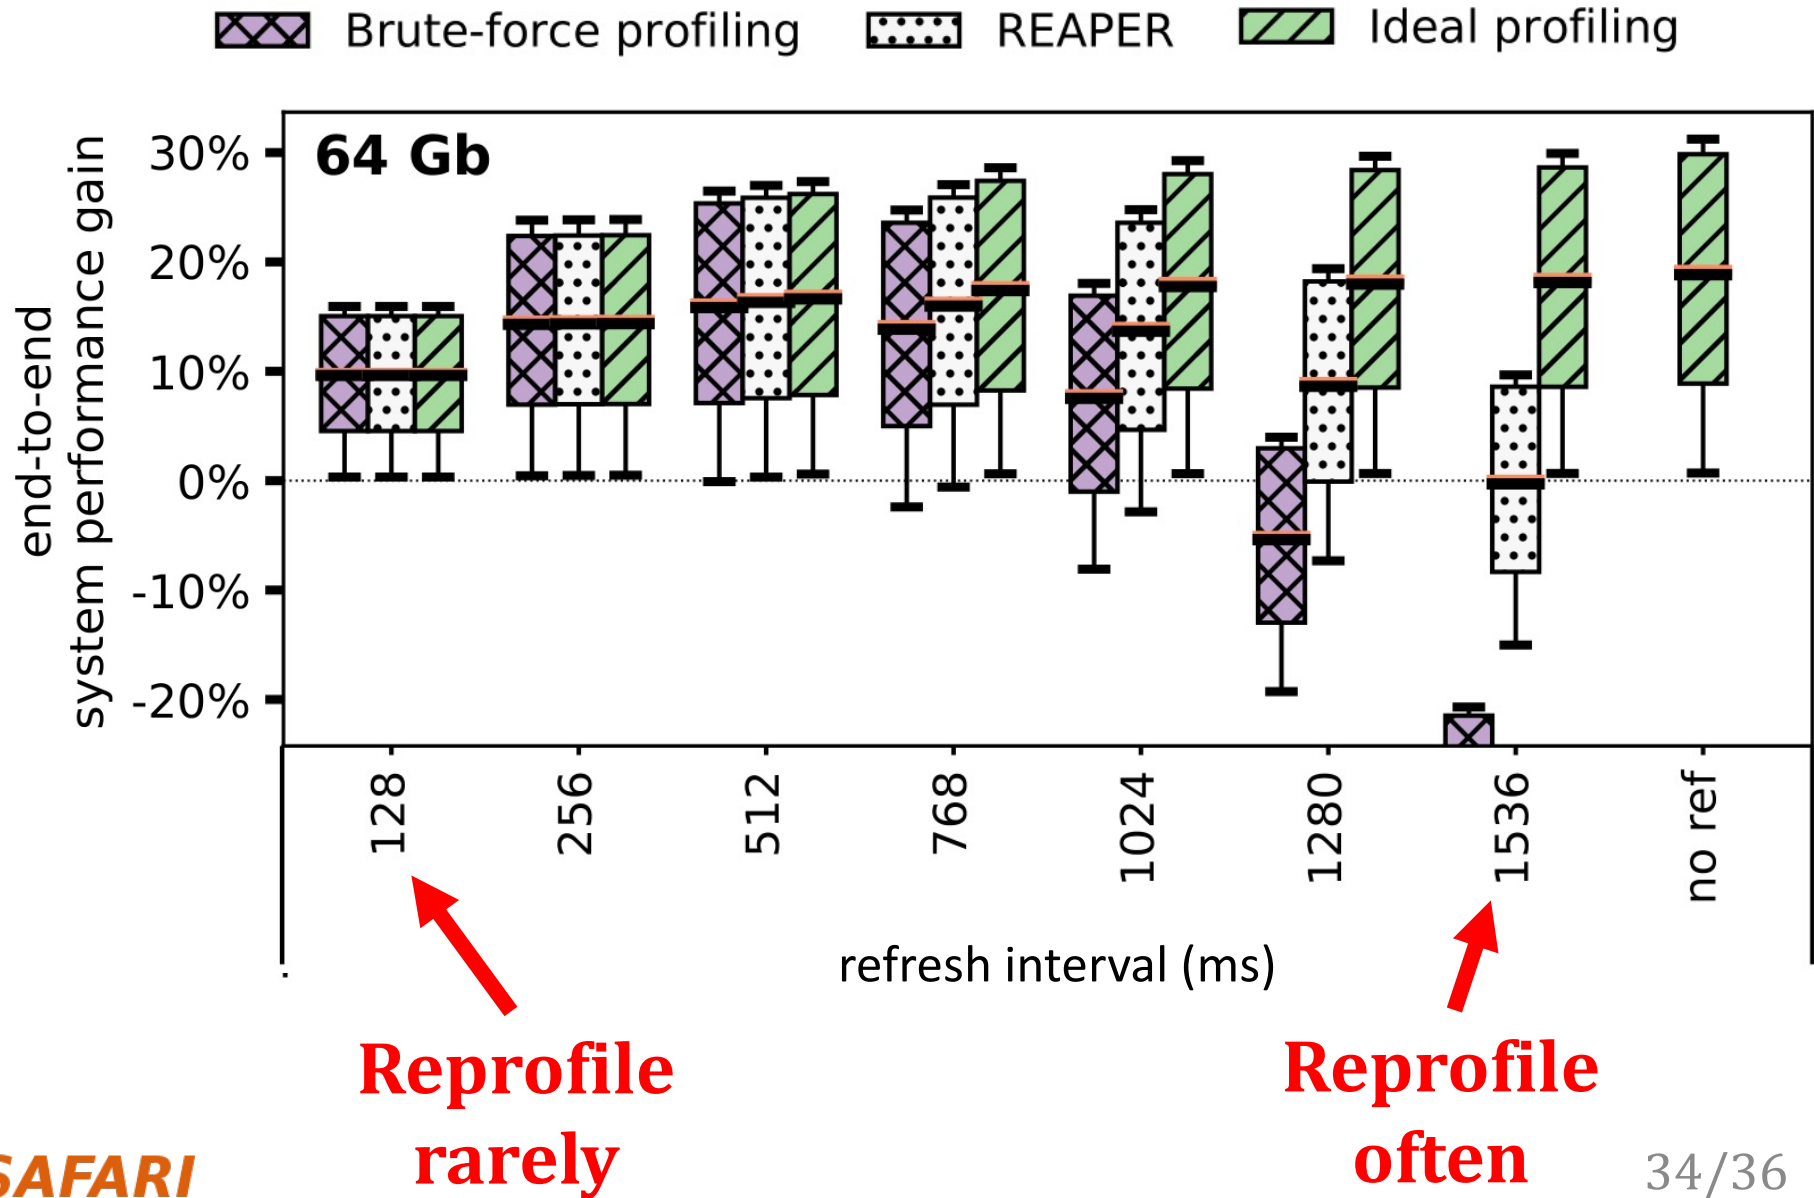 Brute-force profiling REAPER Ideal profiling
64 Gb
end-to-end
system performance gain
30%
20%
10%
0%
-10%
-20%
128 256 512 768 1024 1280 1536 no ref
refresh interval (ms)
Reprofile
rarely
Reprofile
often
SAFARI
34/36